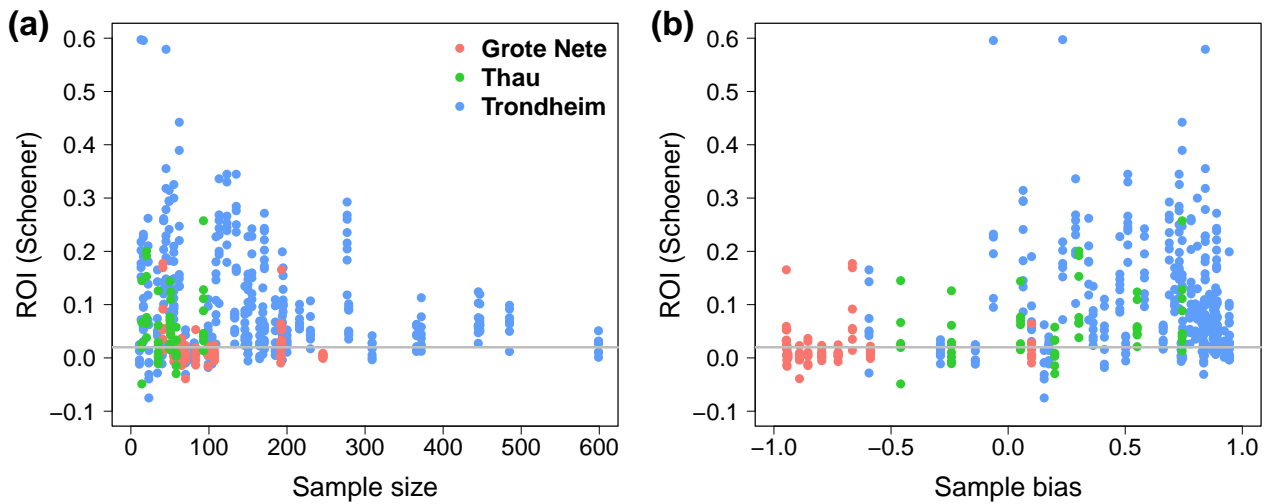 (a)
ROI (Schoener)
0.6
0.5
0.4
0.3
0.2
0.1
0.0
−0.1
Grote Nete
Thau
Trondheim
0 100 200 300 400 500 600
Sample size
(b)
ROI (Schoener)
0.6
0.5
0.4
0.3
0.2
0.1
0.0
−0.1
−1.0 −0.5 0.0 0.5 1.0
Sample bias